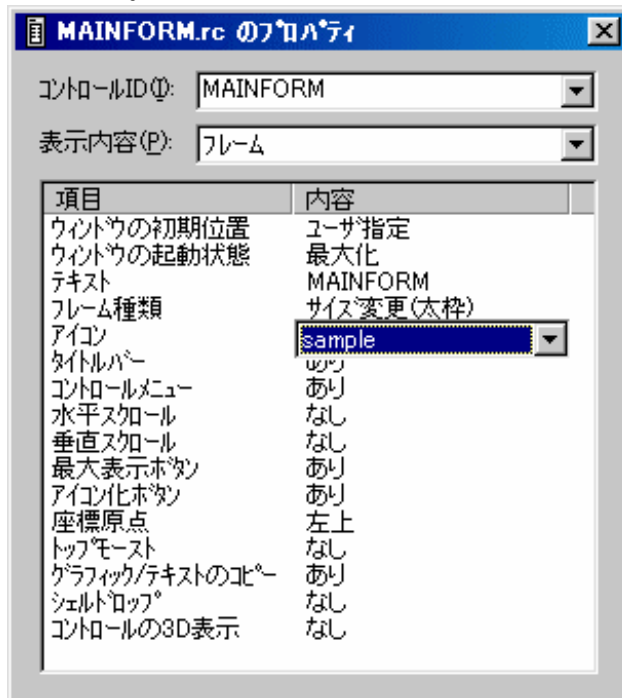 MAINFORM.rc のﾌﾟﾛﾊﾟﾃｨ
ｺﾝﾄﾛｰﾙID(I): MAINFORM
表示内容(P): ﾌﾚｰﾑ
項目 内容
ｳｨﾝﾄﾞｳの初期位置 ﾕｰｻﾞ指定
ｳｨﾝﾄﾞｳの起動状態 最大化
ﾃｷｽﾄ MAINFORM
ﾌﾚｰﾑ種類 ｻｲｽﾞ変更(太枠)
ｱｲｺﾝ sample
ﾀｲﾄﾙﾊﾞｰ あり
ｺﾝﾄﾛｰﾙﾒﾆｭｰ あり
水平ｽｸﾛｰﾙ なし
垂直ｽｸﾛｰﾙ なし
最大表示ﾎﾞﾀﾝ あり
ｱｲｺﾝ化ﾎﾞﾀﾝ あり
座標原点 左上
ﾄｯﾌﾟﾓｰｽﾄ なし
ｸﾞﾗﾌｨｯｸ/ﾃｷｽﾄのｺﾋﾟｰ あり
ｼｪﾙﾄﾞﾛｯﾌﾟ なし
ｺﾝﾄﾛｰﾙの3D表示 なし